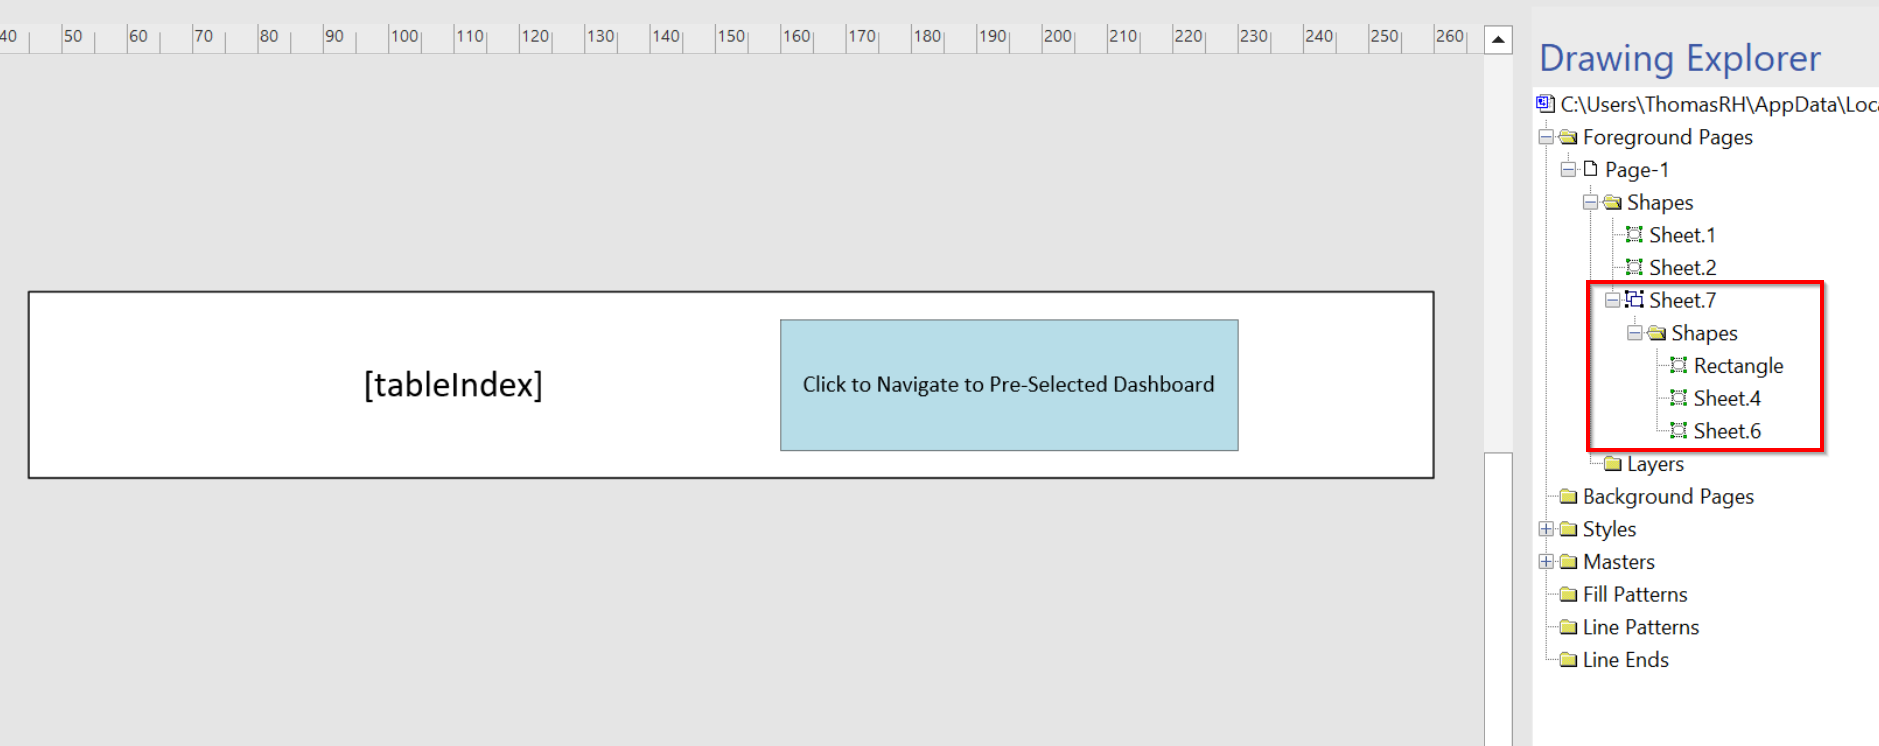 40 50 60 70 80 90 100 110 120 130 140 150 160 170 180 190 200 210 220 230 240 250 260
[tableIndex]
Click to Navigate to Pre-Selected Dashboard
Drawing Explorer
C:\Users\ThomasRH\AppData\Loca
Foreground Pages
Page-1
Shapes
Sheet.1
Sheet.2
Sheet.7
Shapes
Rectangle
Sheet.4
Sheet.6
Layers
Background Pages
Styles
Masters
Fill Patterns
Line Patterns
Line Ends